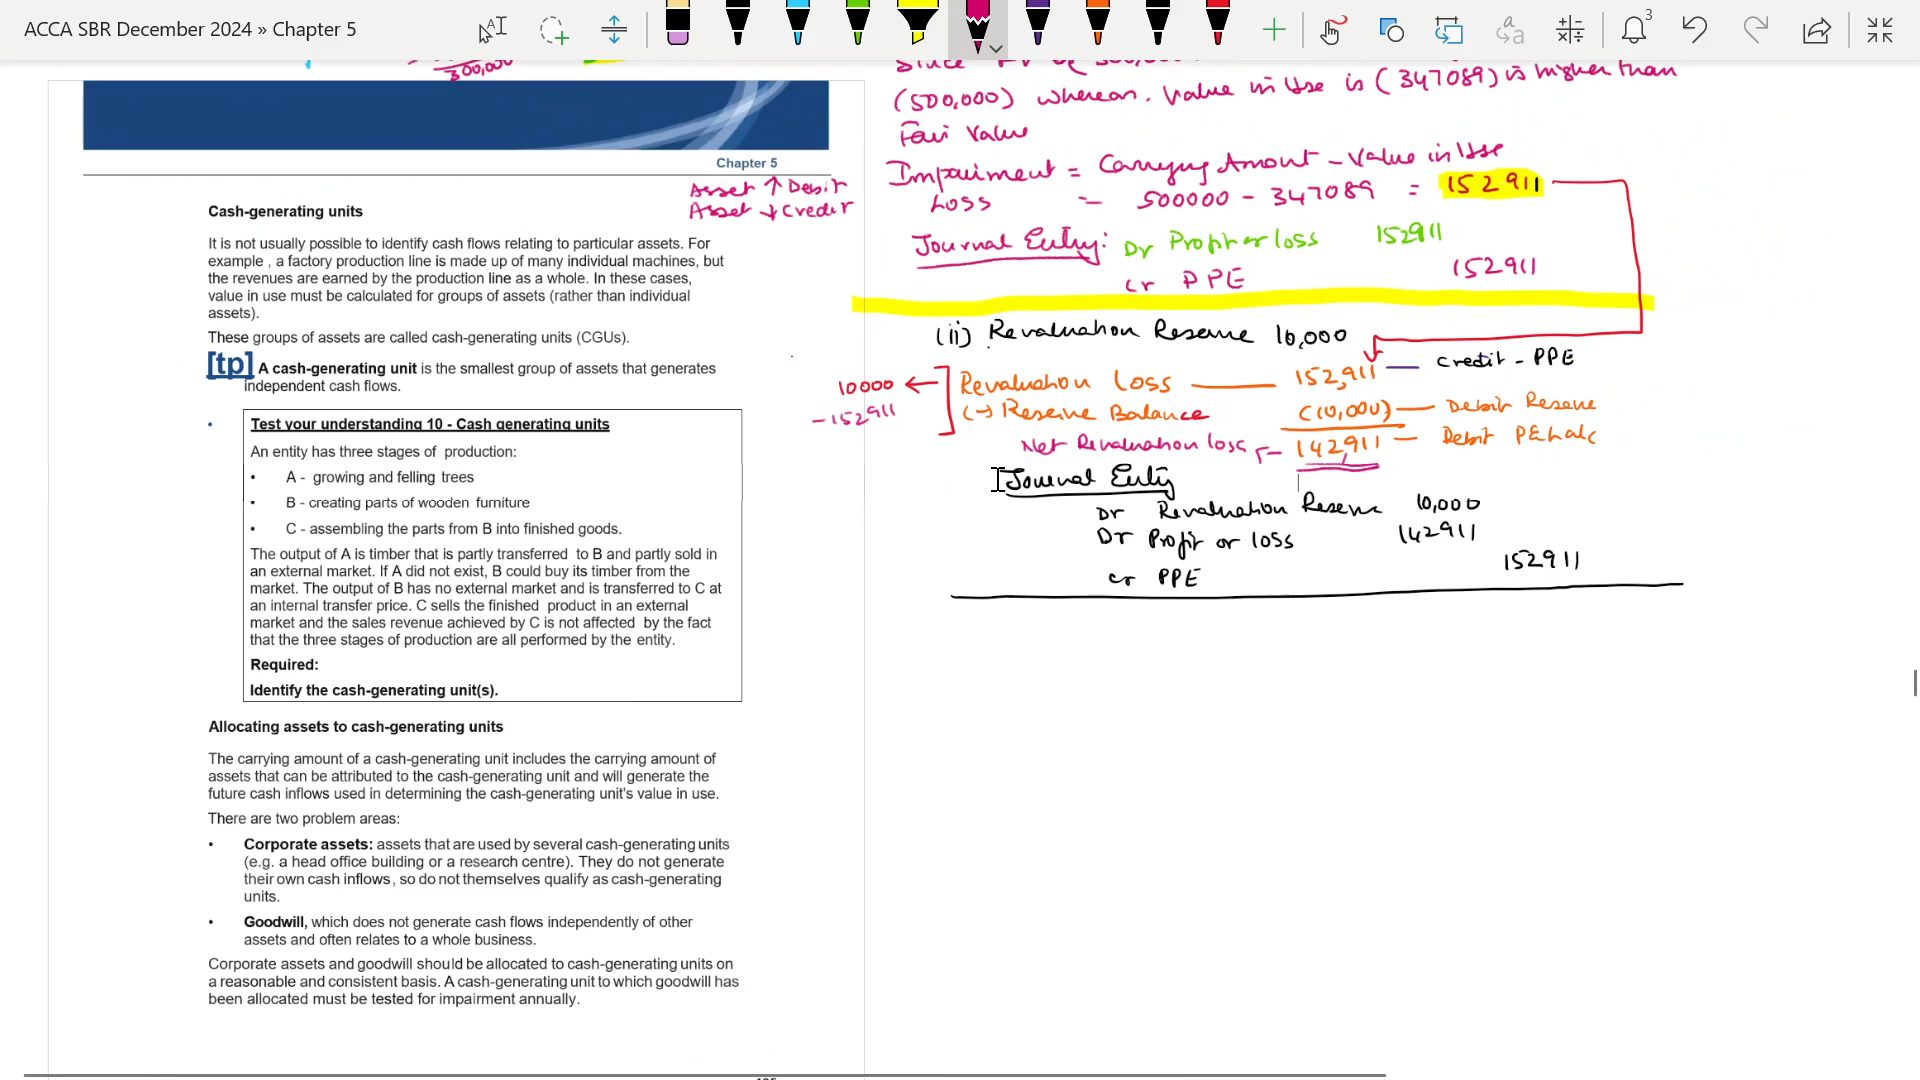 ACCA SBR December 2024 » Chapter 5
3
300,000
Chapter 5
Asset ↑ Debit
Asset ↓ Credit
Cash-generating units
It is not usually possible to identify cash flows relating to particular assets. For
example , a factory production line is made up of many individual machines, but
the revenues are earned by the production line as a whole. In these cases,
value in use must be calculated for groups of assets (rather than individual
assets).
These groups of assets are called cash-generating units (CGUs).
[tp] A cash-generating unit is the smallest group of assets that generates
independent cash flows.
Test your understanding 10 - Cash generating units
An entity has three stages of production:
• A - growing and felling trees
• B - creating parts of wooden furniture
• C - assembling the parts from B into finished goods.
The output of A is timber that is partly transferred to B and partly sold in
an external market. If A did not exist, B could buy its timber from the
market. The output of B has no external market and is transferred to C at
an internal transfer price. C sells the finished product in an external
market and the sales revenue achieved by C is not affected by the fact
that the three stages of production are all performed by the entity.
Required:
Identify the cash-generating unit(s).
Allocating assets to cash-generating units
The carrying amount of a cash-generating unit includes the carrying amount of
assets that can be attributed to the cash-generating unit and will generate the
future cash inflows used in determining the cash-generating unit's value in use.
There are two problem areas:
• Corporate assets: assets that are used by several cash-generating units
(e.g. a head office building or a research centre). They do not generate
their own cash inflows, so do not themselves qualify as cash-generating
units.
• Goodwill, which does not generate cash flows independently of other
assets and often relates to a whole business.
Corporate assets and goodwill should be allocated to cash-generating units on
a reasonable and consistent basis. A cash-generating unit to which goodwill has
been allocated must be tested for impairment annually.
Since
(500,000) whereas. Value in Use is (347089) is higher than
Fair Value
Impairment = Carrying Amount - Value in Use
Loss = 500000 - 347089 = 152911
Journal Entry: Dr Profit or loss 152911
cr PPE 152911
(ii) Revaluation Reserve 10,000
Revaluation Loss — 152,911 — credit - PPE
10000 ←
↳ Reserve Balance (10,000) — Debit Reserve
-152911
Net Revaluation loss 142,911 — Debit
Journal Entry
Dr Revaluation Reserve 10,000
Dr Profit or loss 142911
cr PPE 152911